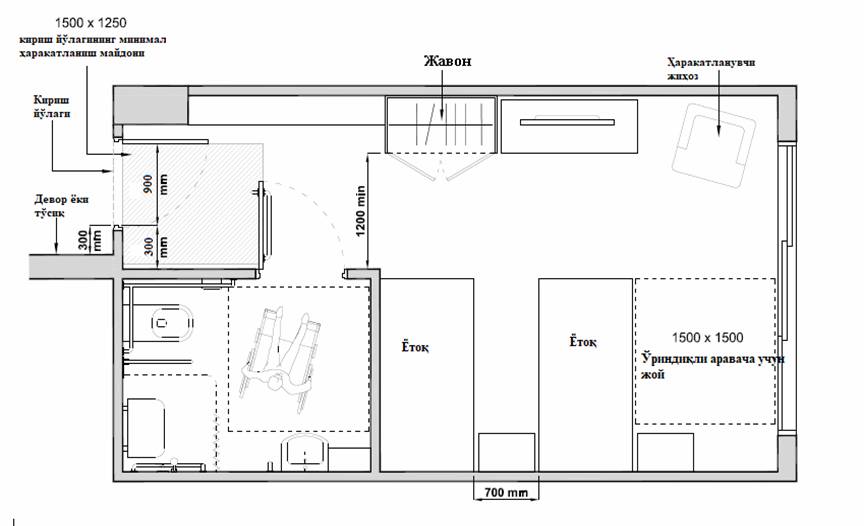 1500 x 1250
кириш йўлагининг минимал
ҳаракатланиш майдони
Жавон
Ҳаракатланувчи
жиҳоз
Кириш
йўлаги
900
mm
1200 min
Девор ёки
тўсиқ
300
mm
300
mm
Ётоқ
Ётоқ
1500 x 1500
Ўриндиқли аравача учун
жой
700 mm